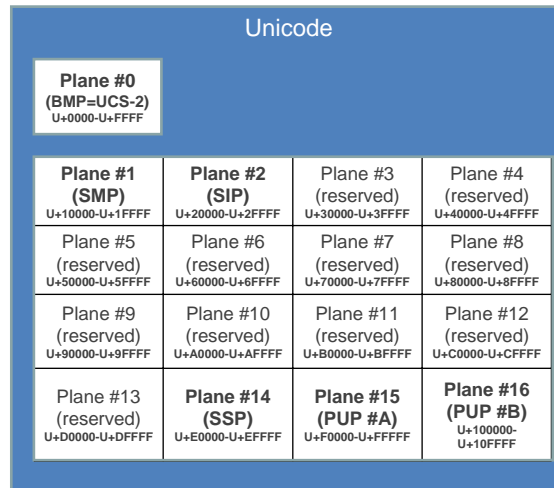 Unicode
Plane #0
(BMP=UCS-2)
U+0000-U+FFFF
Plane #1
(SMP)
U+10000-U+1FFFF
Plane #2
(SIP)
U+20000-U+2FFFF
Plane #3
(reserved)
U+30000-U+3FFFF
Plane #4
(reserved)
U+40000-U+4FFFF
Plane #5
(reserved)
U+50000-U+5FFFF
Plane #6
(reserved)
U+60000-U+6FFFF
Plane #7
(reserved)
U+70000-U+7FFFF
Plane #8
(reserved)
U+80000-U+8FFFF
Plane #9
(reserved)
U+90000-U+9FFFF
Plane #10
(reserved)
U+A0000-U+AFFFF
Plane #11
(reserved)
U+B0000-U+BFFFF
Plane #12
(reserved)
U+C0000-U+CFFFF
Plane #13
(reserved)
U+D0000-U+DFFFF
Plane #14
(SSP)
U+E0000-U+EFFFF
Plane #15
(PUP #A)
U+F0000-U+FFFFF
Plane #16
(PUP #B)
U+100000-
U+10FFFF